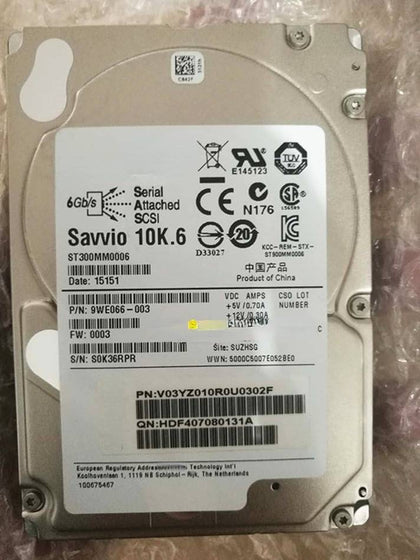 E145123
TUV
6Gb/s
Serial
Attached
SCSI
N176
Savvio 10K.6
D33027
20
KCC-REM-STX-
ST900MM0006
ST300MM0006
Date: 15151
中国产品
Product of China
P/N: 9WE066-003
FW: 0003
S/N: S0K36RPR
VDC AMPS
+5V /0.70A
+12V /0.30A
CSO LOT
NUMBER
C
Site: SUZHSG
WWN: 5000C5007E052BE0
PN:V03YZ010R0U0302F
QN:HDF407080131A
European Regulatory Address Technology Int'l
Koolhovenlaan 1, 1119 NB Schiphol - Rijk, The Netherlands
100675467